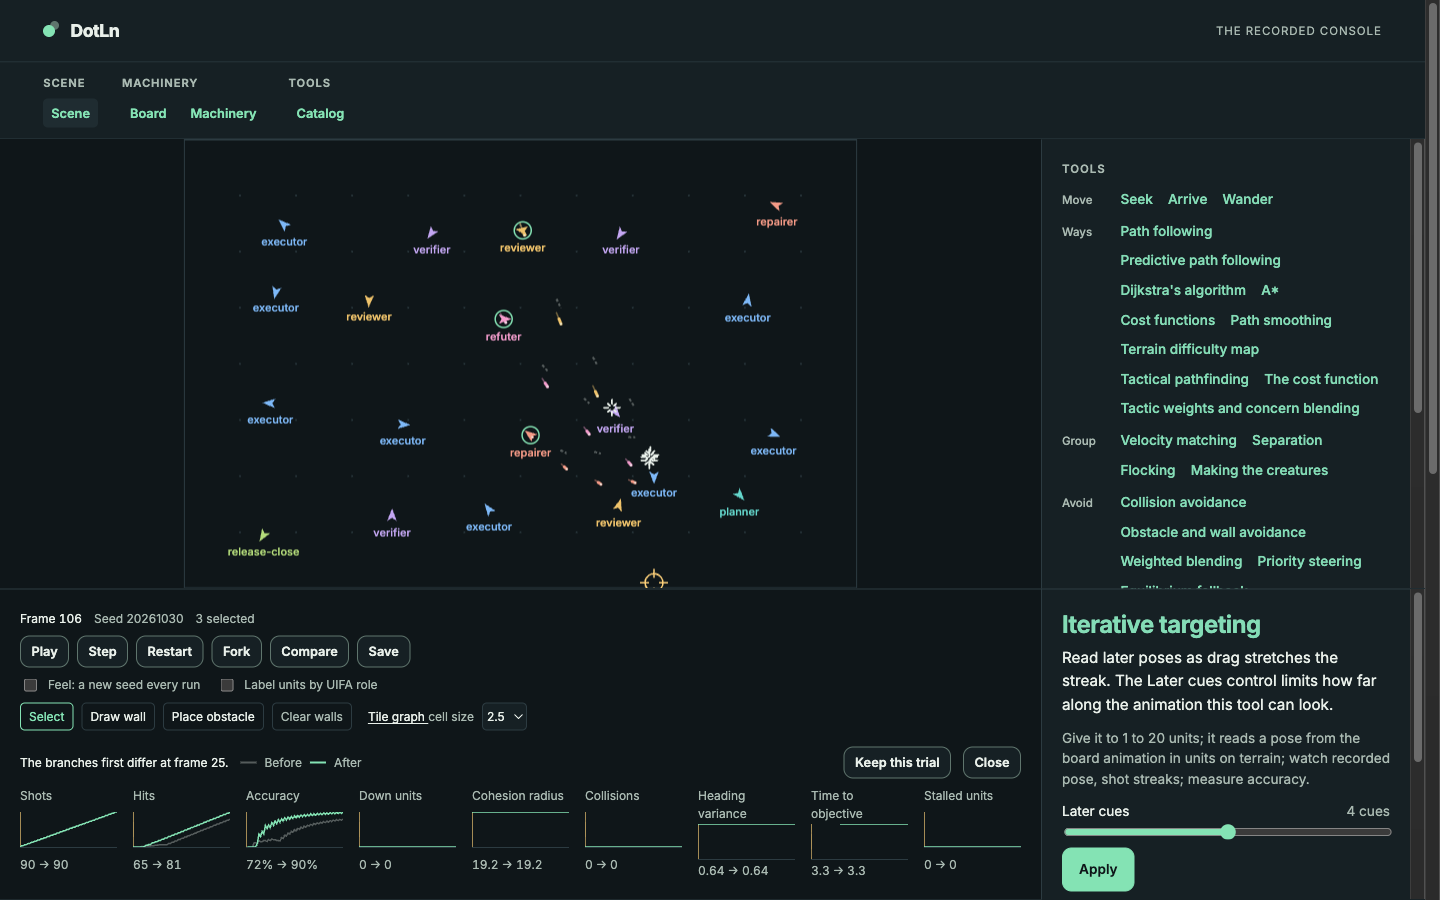 DotLn
THE RECORDED CONSOLE
SCENE
MACHINERY
TOOLS
Scene
Board
Machinery
Catalog
repairer
executor
verifier
reviewer
verifier
executor
reviewer
refuter
executor
executor
executor
repairer
verifier
executor
executor
verifier
executor
reviewer
planner
release-close
TOOLS
Move
Seek Arrive Wander
Ways
Path following
Predictive path following
Dijkstra's algorithm A*
Cost functions Path smoothing
Terrain difficulty map
Tactical pathfinding The cost function
Tactic weights and concern blending
Group
Velocity matching Separation
Flocking Making the creatures
Avoid
Collision avoidance
Obstacle and wall avoidance
Weighted blending Priority steering
Frame 106 Seed 20261030 3 selected
Play Step Restart Fork Compare Save
Feel: a new seed every run Label units by UIFA role
Select Draw wall Place obstacle Clear walls Tile graph cell size 2.5
The branches first differ at frame 25. Before After
Keep this trial Close
Shots
90 → 90
Hits
65 → 81
Accuracy
72% → 90%
Down units
0 → 0
Cohesion radius
19.2 → 19.2
Collisions
0 → 0
Heading
variance
0.64 → 0.64
Time to
objective
3.3 → 3.3
Stalled units
0 → 0
Iterative targeting
Read later poses as drag stretches the
streak. The Later cues control limits how far
along the animation this tool can look.
Give it to 1 to 20 units; it reads a pose from the
board animation in units on terrain; watch recorded
pose, shot streaks; measure accuracy.
Later cues 4 cues
Apply